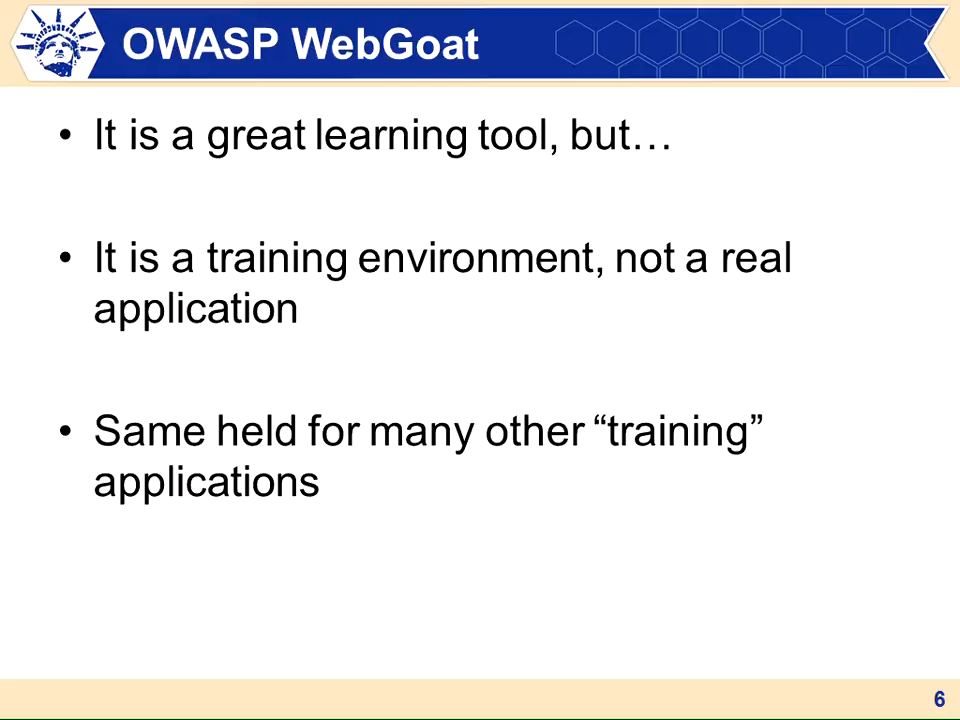 OWASP WebGoat
• It is a great learning tool, but…
• It is a training environment, not a real
application
• Same held for many other “training”
applications
6